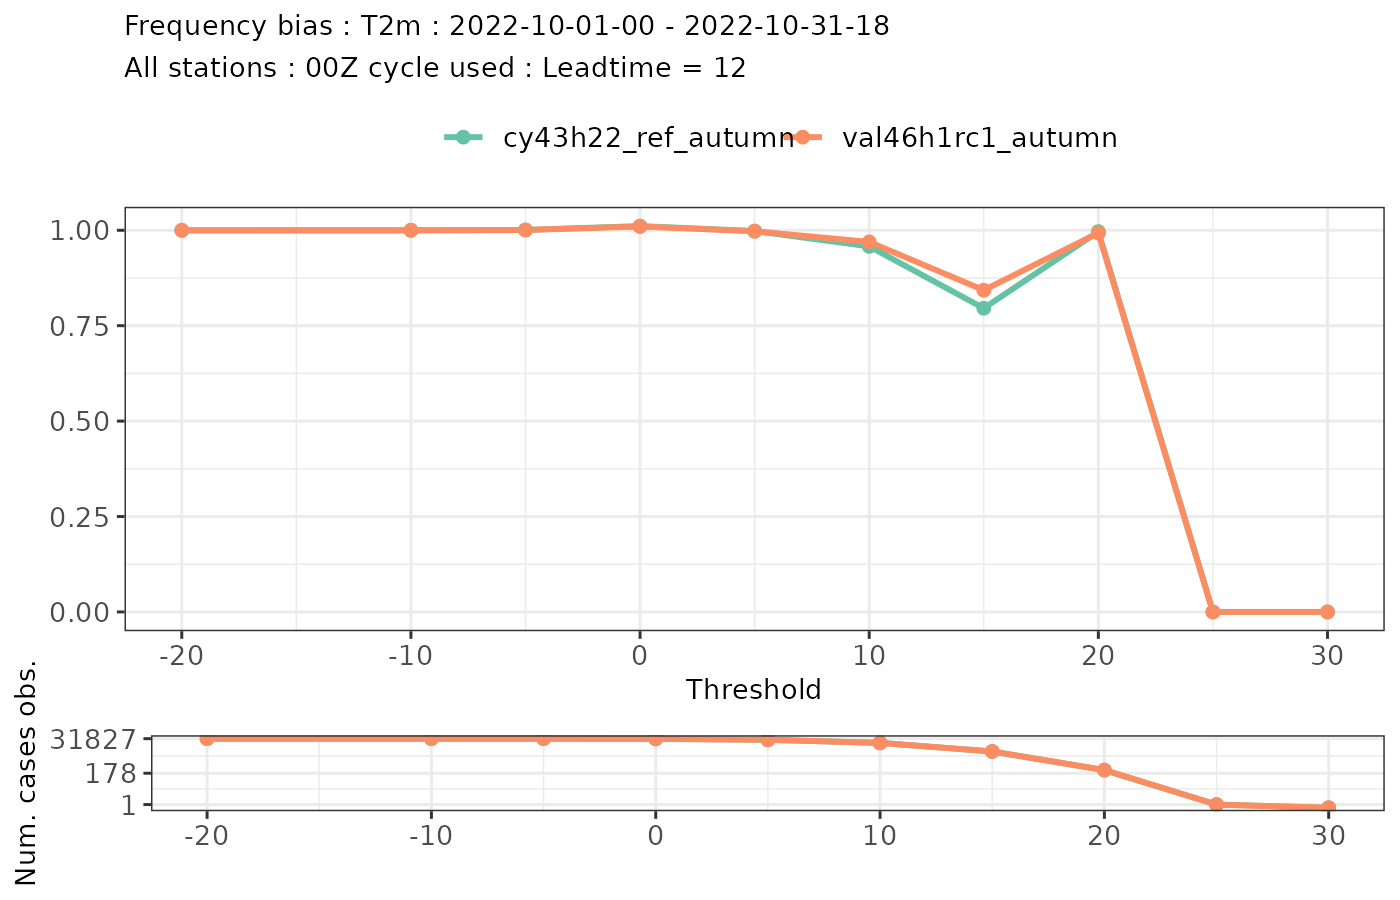 Frequency bias : T2m : 2022-10-01-00 - 2022-10-31-18
All stations : 00Z cycle used : Leadtime = 12
cy43h22_ref_autumn val46h1rc1_autumn
1.00
0.75
0.50
0.25
0.00
-20 -10 0 10 20 30
Threshold
Num. cases obs.
31827
178
1
-20 -10 0 10 20 30